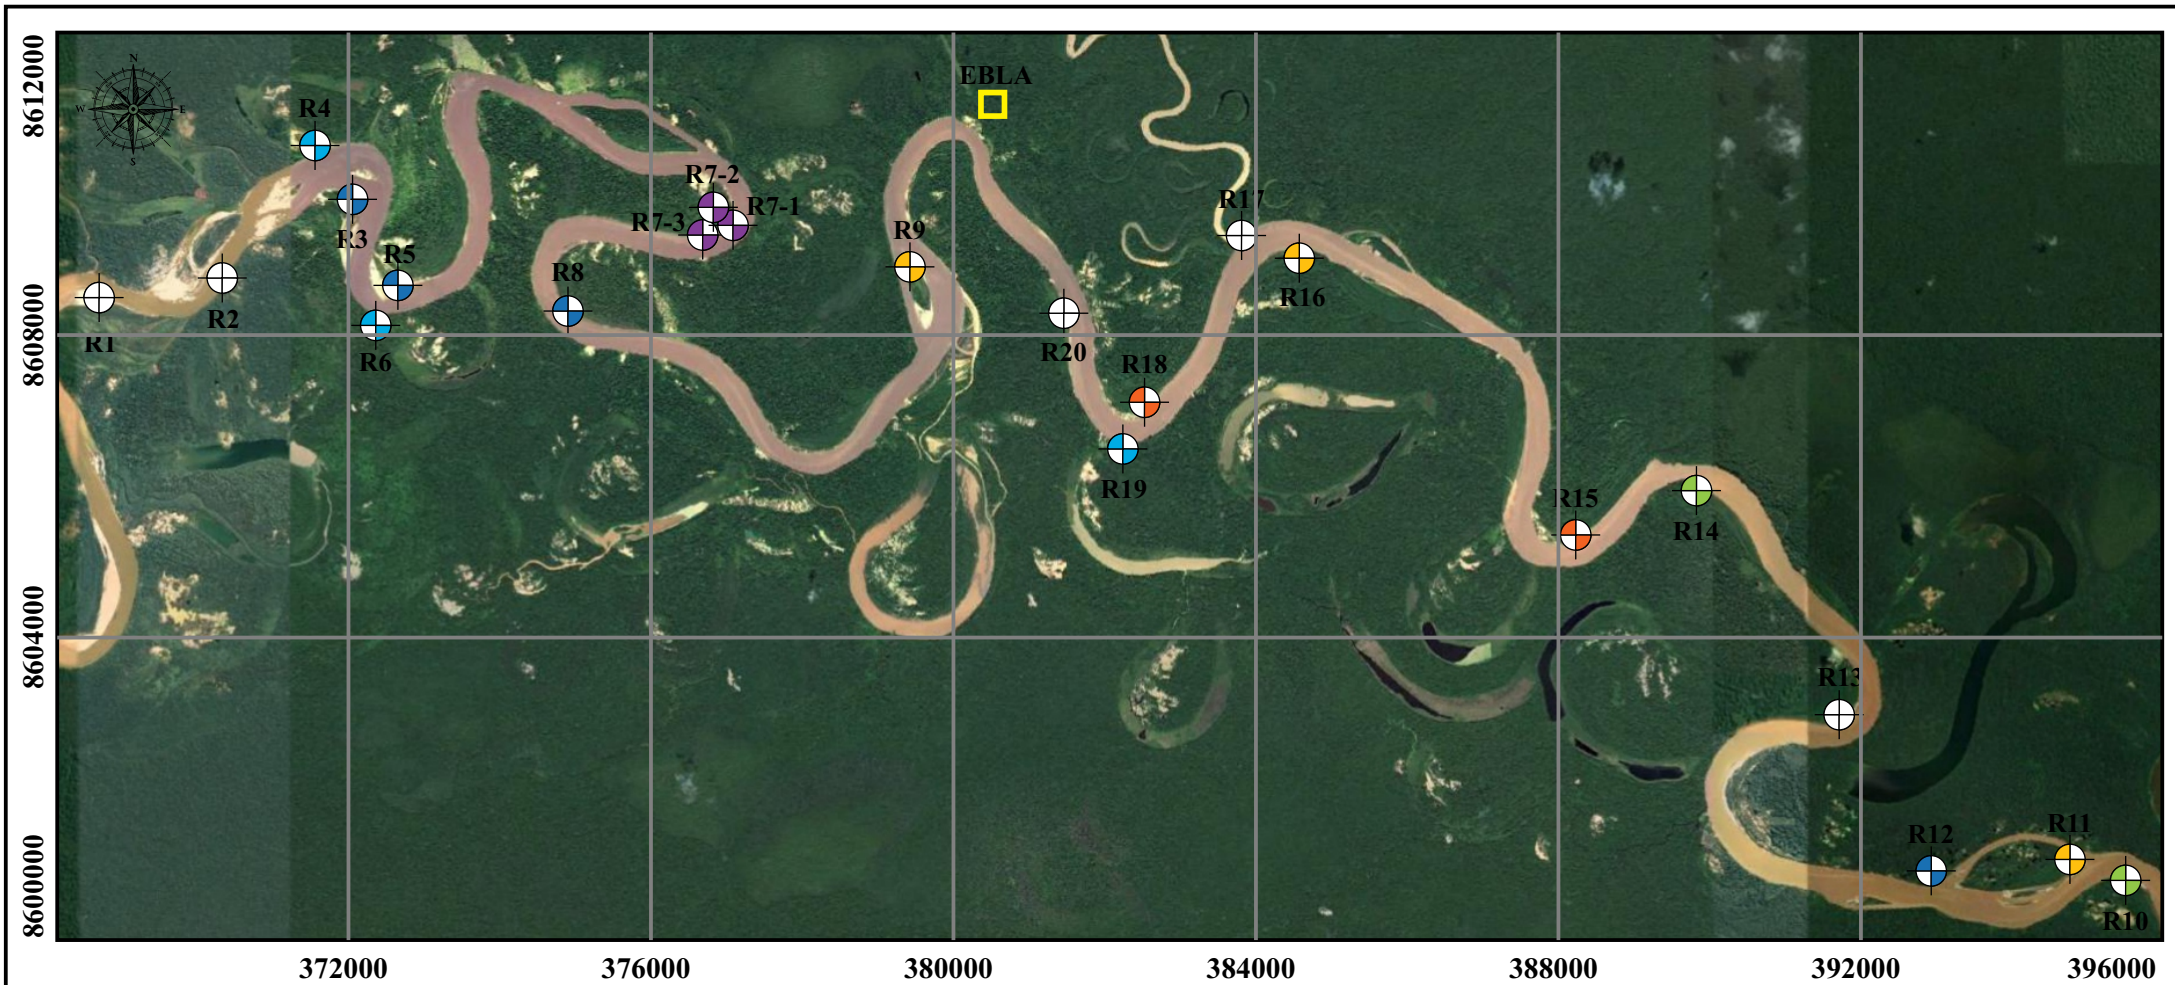 N
W E
S
EBLA
R4
R7-2
R7-1
R7-3
R17
R3
R9
R5
R8
R16
R2
R1
R6
R20
R18
R19
R15
R14
R13
R12
R11
R10
8612000
8608000
8604000
8600000
372000 376000 380000 384000 388000 392000 396000